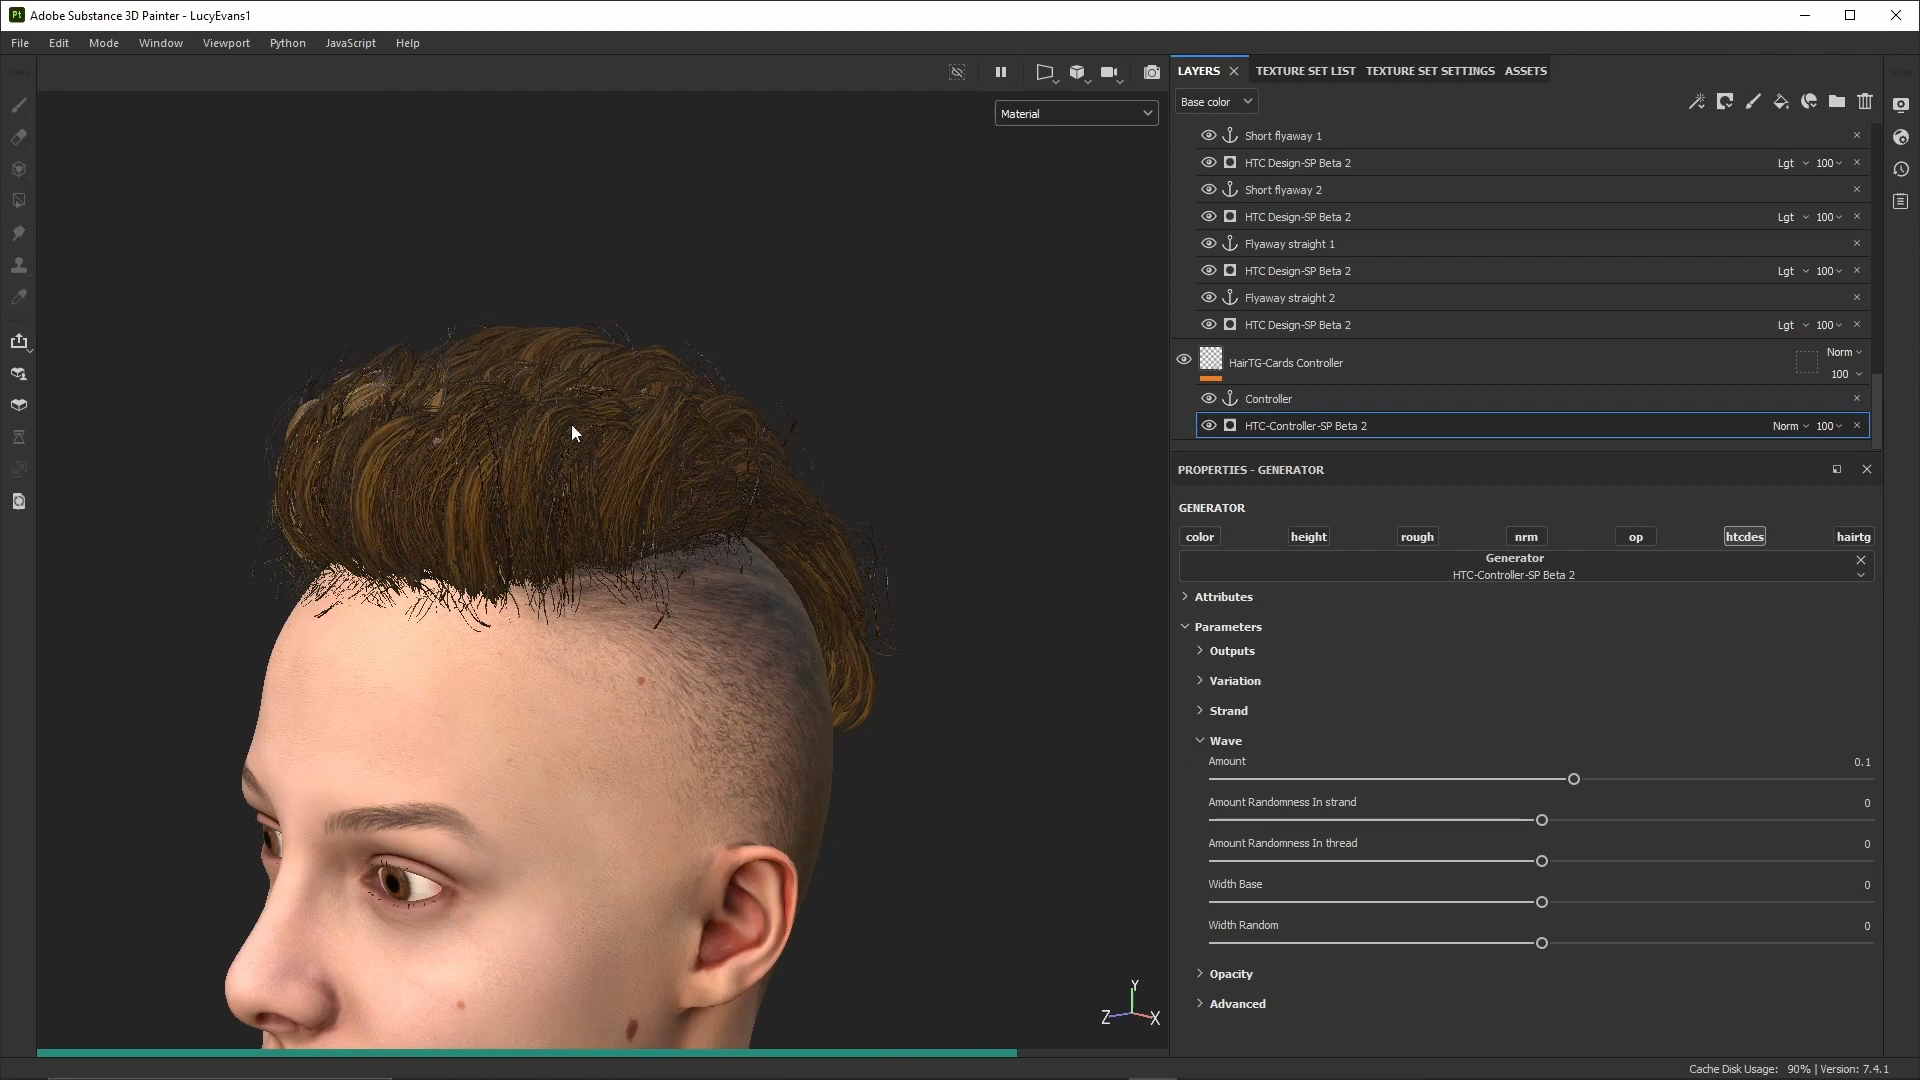 Pt Adobe Substance 3D Painter - LucyEvans1
File Edit Mode Window Viewport Python JavaScript Help
LAYERS TEXTURE SET LIST TEXTURE SET SETTINGS ASSETS
Base color
Material
Short flyaway 1
HTC Design-SP Beta 2 Lgt 100
Short flyaway 2
HTC Design-SP Beta 2 Lgt 100
Flyaway straight 1
HTC Design-SP Beta 2 Lgt 100
Flyaway straight 2
HTC Design-SP Beta 2 Lgt 100
HairTG-Cards Controller Norm
100
Controller
HTC-Controller-SP Beta 2 Norm 100
PROPERTIES - GENERATOR
GENERATOR
color height rough nrm op htcdes hairtg
Generator
HTC-Controller-SP Beta 2
Attributes
Parameters
Outputs
Variation
Strand
Wave
Amount 0.1
Amount Randomness In strand 0
Amount Randomness In thread 0
Width Base 0
Width Random 0
Opacity
Advanced
Y
Z X
Cache Disk Usage: 90% | Version: 7.4.1